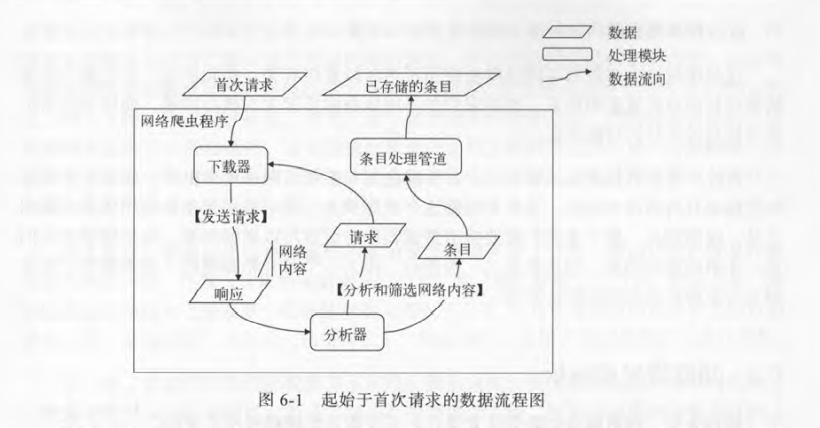 数据
处理模块
数据流向
首次请求
已存储的条目
网络爬虫程序
下载器
条目处理管道
【发送请求】
请求
条目
网络
内容
响应
【分析和筛选网络内容】
分析器
图 6-1 起始于首次请求的数据流程图